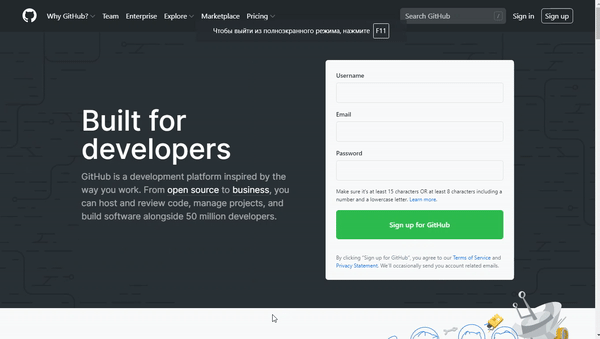 Why GitHub? Team Enterprise Explore Marketplace Pricing Search GitHub / Sign in Sign up
Чтобы выйти из полноэкранного режима, нажмите F11
Built for
developers
GitHub is a development platform inspired by the
way you work. From open source to business, you
can host and review code, manage projects, and
build software alongside 50 million developers.
Username
Email
Password
Make sure it's at least 15 characters OR at least 8 characters including a
number and a lowercase letter. Learn more.
Sign up for GitHub
By clicking "Sign up for GitHub", you agree to our Terms of Service and
Privacy Statement. We'll occasionally send you account related emails.